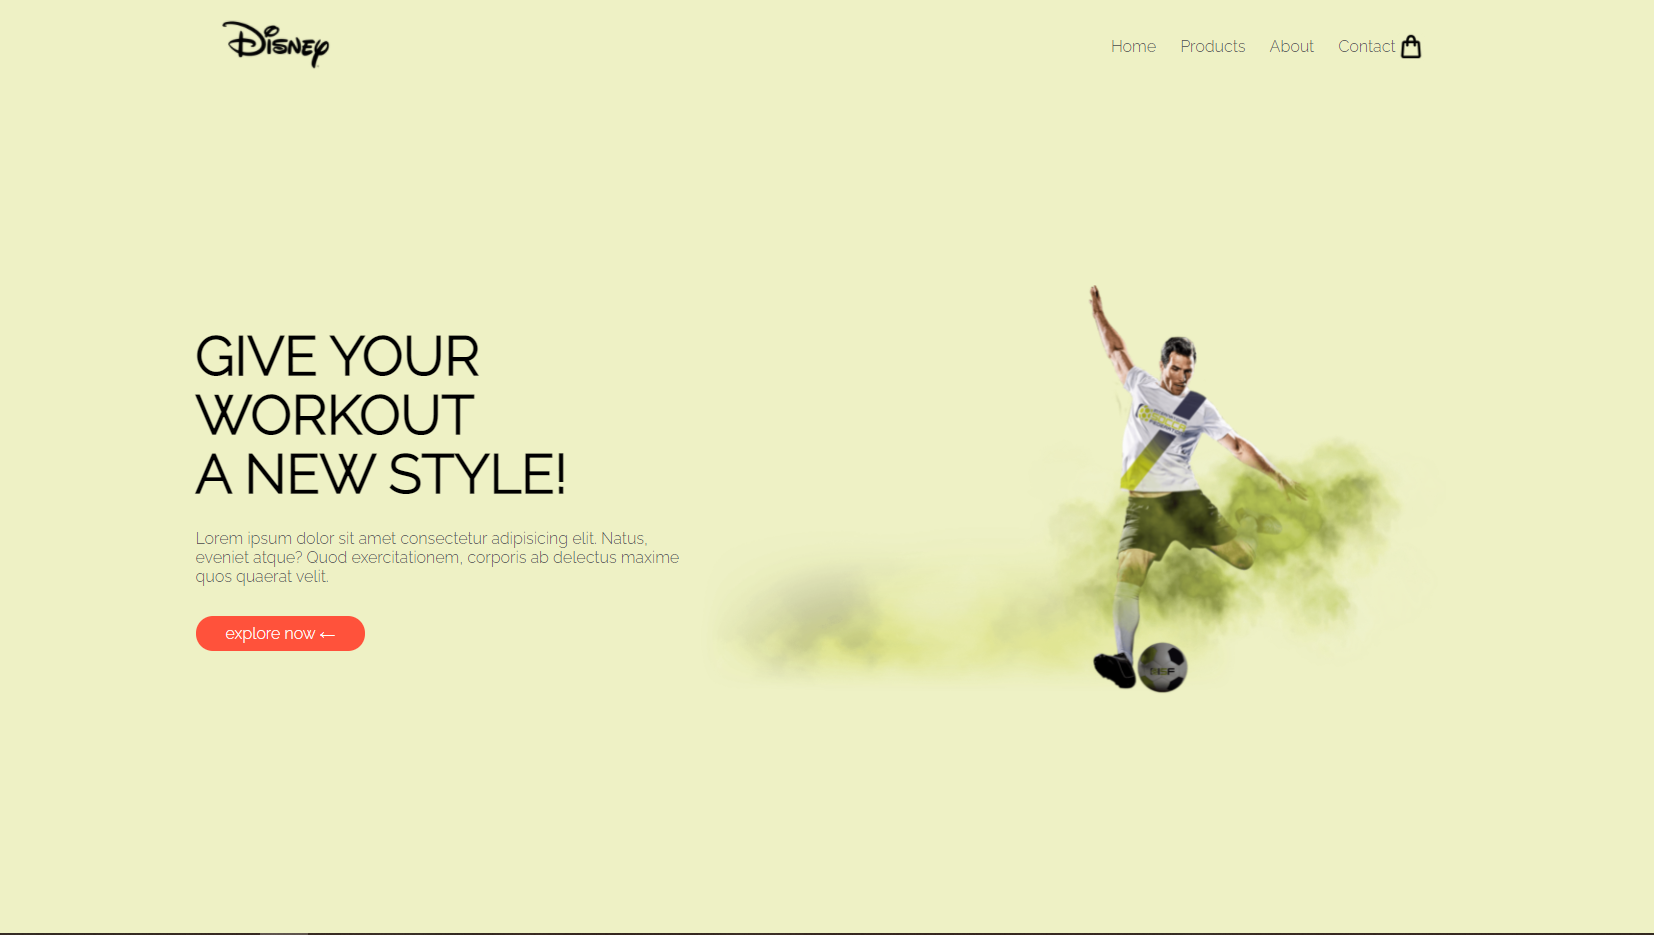 Disney
Home Products About Contact
GIVE YOUR
WORKOUT
A NEW STYLE!
Lorem ipsum dolor sit amet consectetur adipisicing elit. Natus,
eveniet atque? Quod exercitationem, corporis ab delectus maxime
quos quaerat velit.
explore now ←